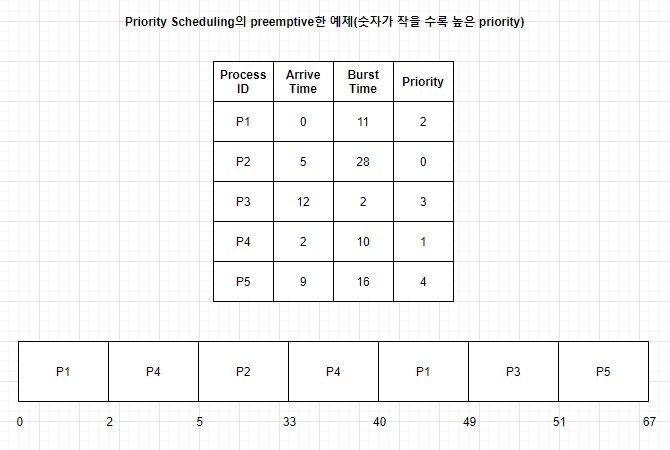 Priority Scheduling의 preemptive한 예제(숫자가 작을 수록 높은 priority)
Process ID Arrive Time Burst Time Priority
P1 0 11 2
P2 5 28 0
P3 12 2 3
P4 2 10 1
P5 9 16 4
P1 P4 P2 P4 P1 P3 P5
0 2 5 33 40 49 51 67